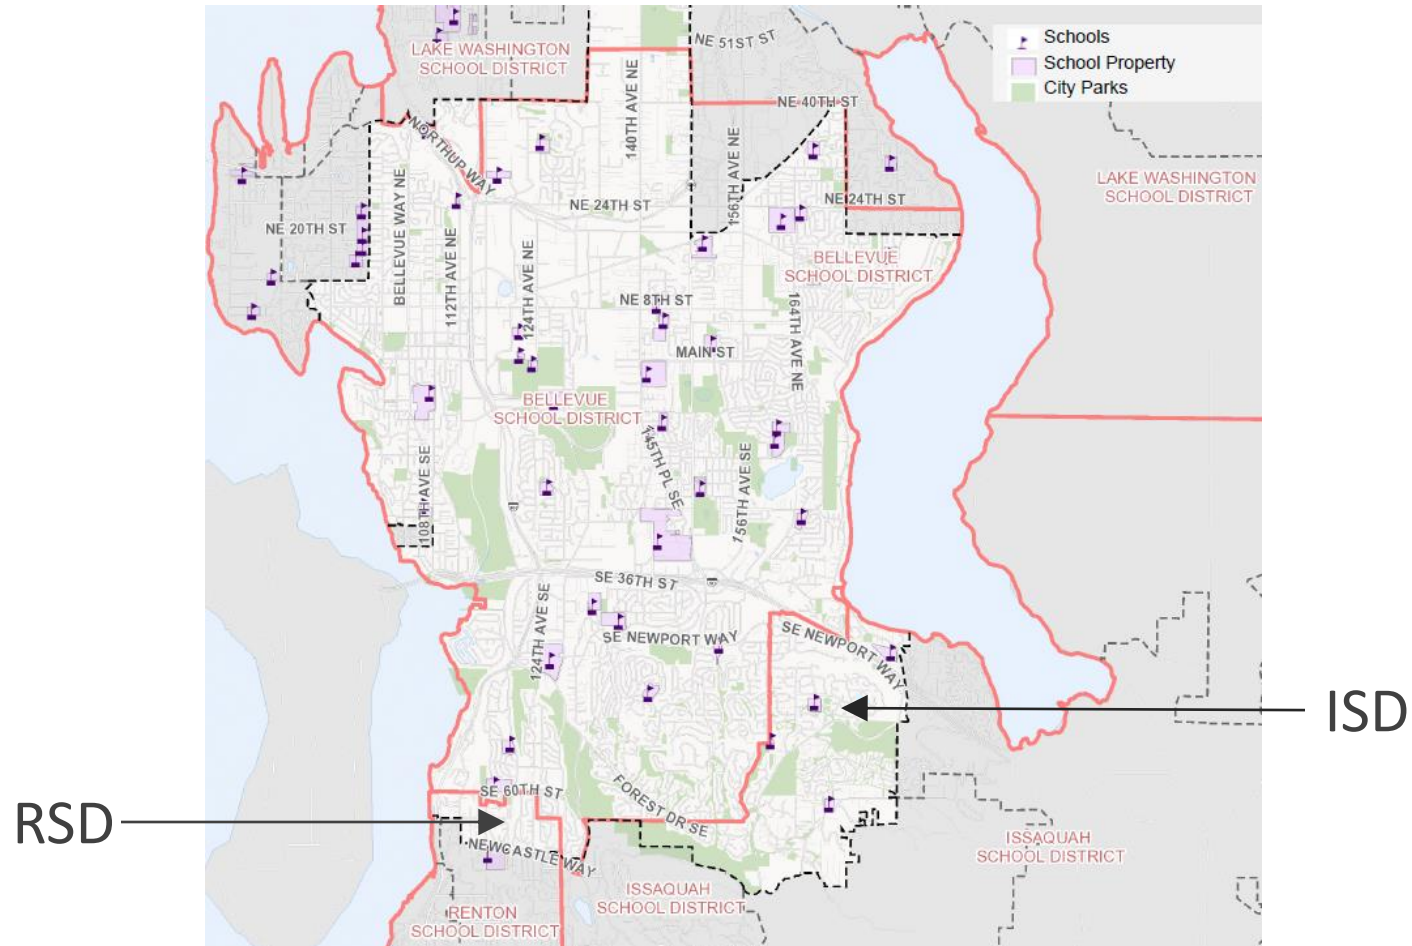 LAKE WASHINGTON
SCHOOL DISTRICT
NE 51ST ST
Schools
School Property
City Parks
140TH AVE NE
NE 40TH ST
NORTHUP WAY
156TH AVE NE
LAKE WASHINGTON
SCHOOL DISTRICT
BELLEVUE WAY NE
NE 24TH ST
NE 24TH ST
NE 20TH ST
112TH AVE NE
124TH AVE NE
BELLEVUE
SCHOOL DISTRICT
NE 8TH ST
164TH AVE NE
MAIN ST
BELLEVUE
SCHOOL DISTRICT
145TH PL SE
108TH AVE SE
156TH AVE SE
SE 36TH ST
124TH AVE SE
SE NEWPORT WAY
SE NEWPORT WAY
ISD
RSD
SE 60TH ST
FOREST DR SE
NEWCASTLE WAY
ISSAQUAH
SCHOOL DISTRICT
ISSAQUAH
SCHOOL DISTRICT
RENTON
SCHOOL DISTRICT